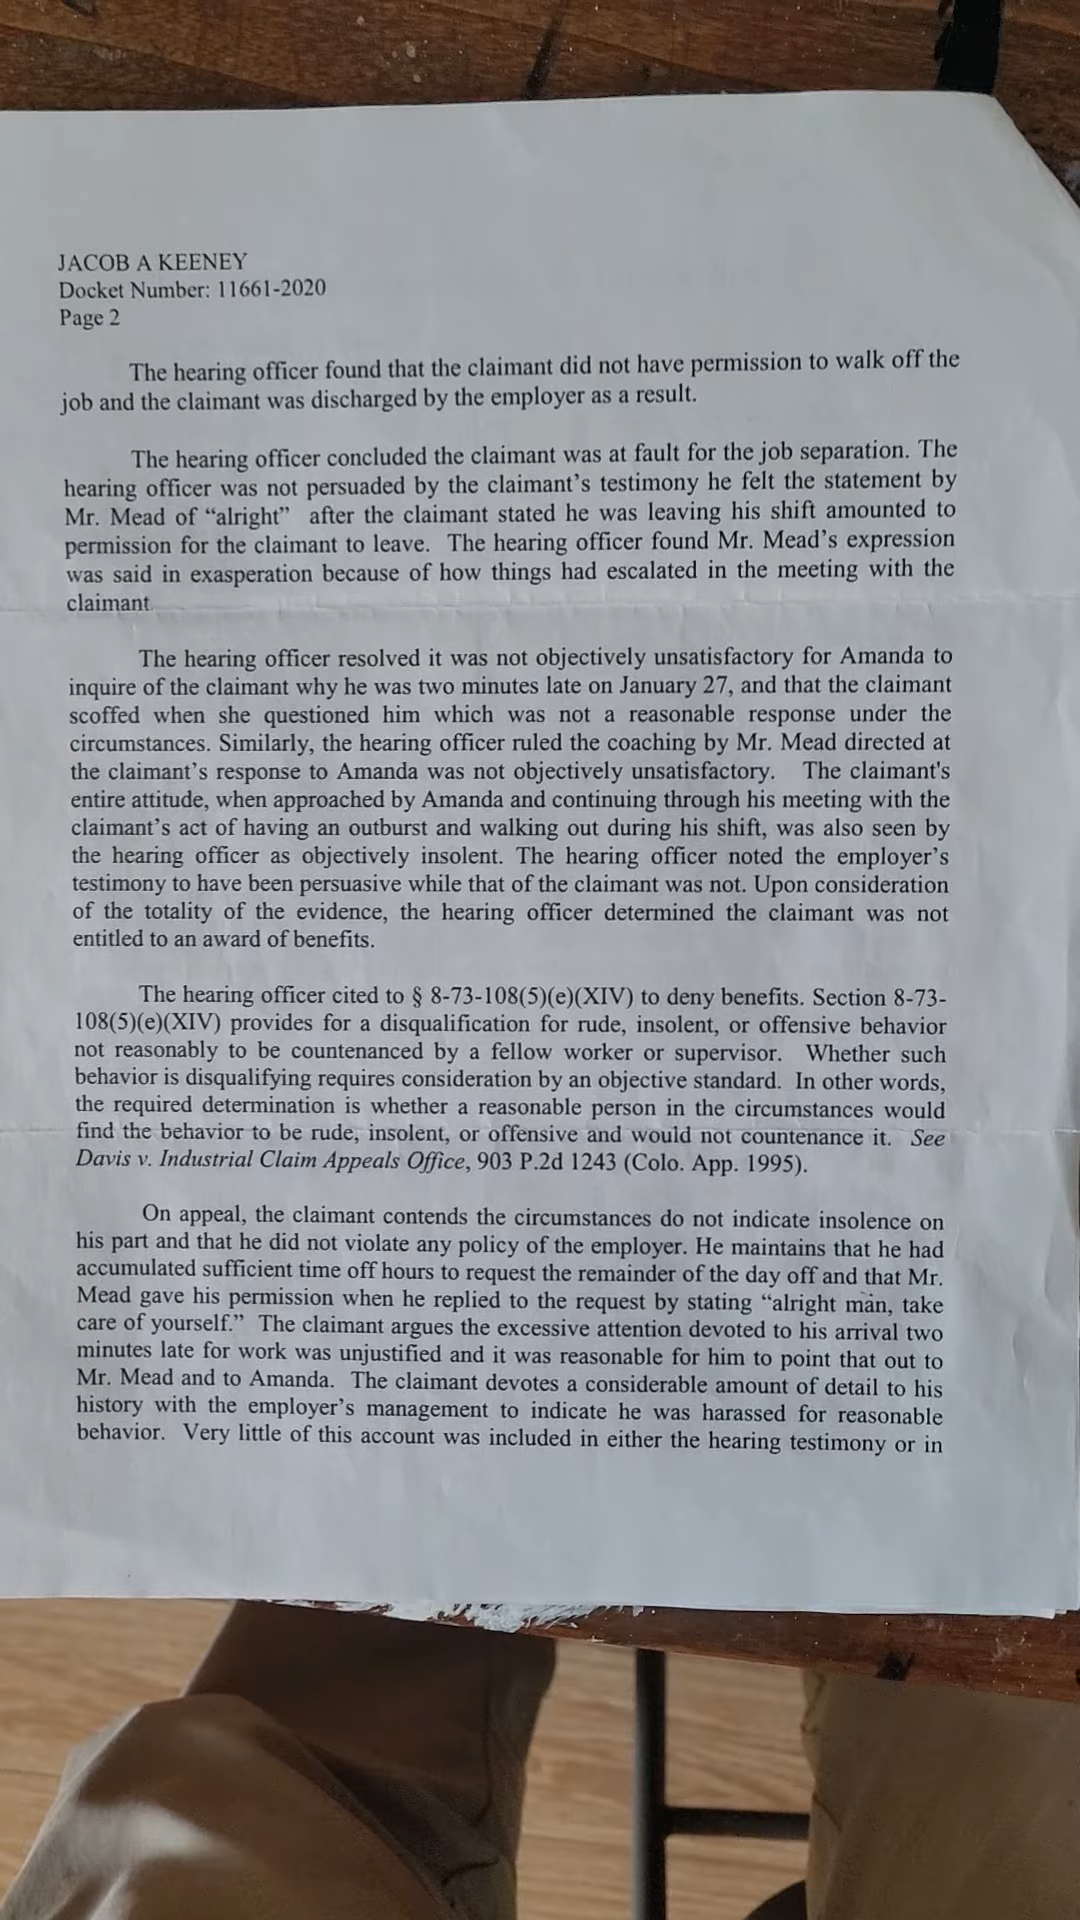 JACOB A KEENEY
Docket Number: 11661-2020
Page 2
The hearing officer found that the claimant did not have permission to walk off the
job and the claimant was discharged by the employer as a result.
The hearing officer concluded the claimant was at fault for the job separation. The
hearing officer was not persuaded by the claimant's testimony he felt the statement by
Mr. Mead of “alright” after the claimant stated he was leaving his shift amounted to
permission for the claimant to leave. The hearing officer found Mr. Mead's expression
was said in exasperation because of how things had escalated in the meeting with the
claimant.
The hearing officer resolved it was not objectively unsatisfactory for Amanda to
inquire of the claimant why he was two minutes late on January 27, and that the claimant
scoffed when she questioned him which was not a reasonable response under the
circumstances. Similarly, the hearing officer ruled the coaching by Mr. Mead directed at
the claimant's response to Amanda was not objectively unsatisfactory. The claimant's
entire attitude, when approached by Amanda and continuing through his meeting with the
claimant's act of having an outburst and walking out during his shift, was also seen by
the hearing officer as objectively insolent. The hearing officer noted the employer's
testimony to have been persuasive while that of the claimant was not. Upon consideration
of the totality of the evidence, the hearing officer determined the claimant was not
entitled to an award of benefits.
The hearing officer cited to § 8-73-108(5)(e)(XIV) to deny benefits. Section 8-73-
108(5)(e)(XIV) provides for a disqualification for rude, insolent, or offensive behavior
not reasonably to be countenanced by a fellow worker or supervisor. Whether such
behavior is disqualifying requires consideration by an objective standard. In other words,
the required determination is whether a reasonable person in the circumstances would
find the behavior to be rude, insolent, or offensive and would not countenance it. See
Davis v. Industrial Claim Appeals Office, 903 P.2d 1243 (Colo. App. 1995).
On appeal, the claimant contends the circumstances do not indicate insolence on
his part and that he did not violate any policy of the employer. He maintains that he had
accumulated sufficient time off hours to request the remainder of the day off and that Mr.
Mead gave his permission when he replied to the request by stating “alright man, take
care of yourself.” The claimant argues the excessive attention devoted to his arrival two
minutes late for work was unjustified and it was reasonable for him to point that out to
Mr. Mead and to Amanda. The claimant devotes a considerable amount of detail to his
history with the employer's management to indicate he was harassed for reasonable
behavior. Very little of this account was included in either the hearing testimony or in